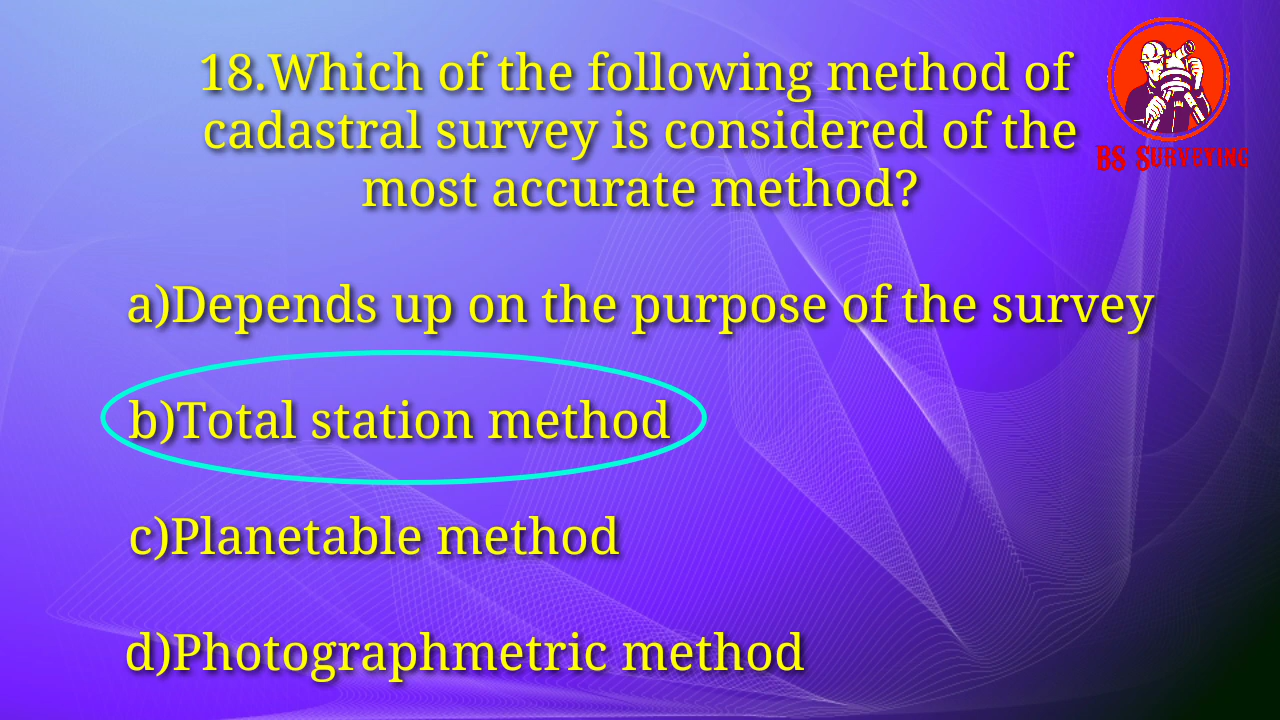 18.Which of the following method of
cadastral survey is considered of the
most accurate method?
BS Surveying
a)Depends up on the purpose of the survey
b)Total station method
c)Planetable method
d)Photographmetric method